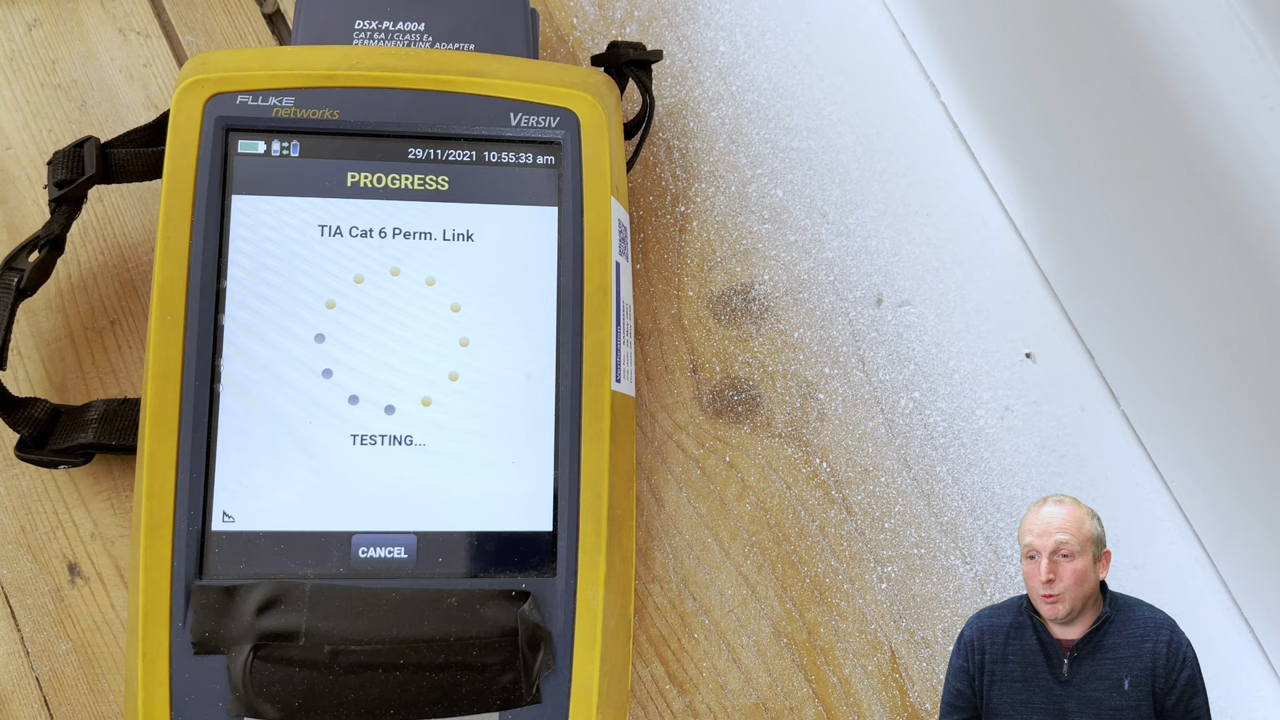 DSX-PLA004
CAT 6A / CLASS EA
PERMANENT LINK ADAPTER
FLUKE
networks
VERSIV
29/11/2021 10:55:33 am
PROGRESS
TIA Cat 6 Perm. Link
TESTING...
CANCEL
Verification